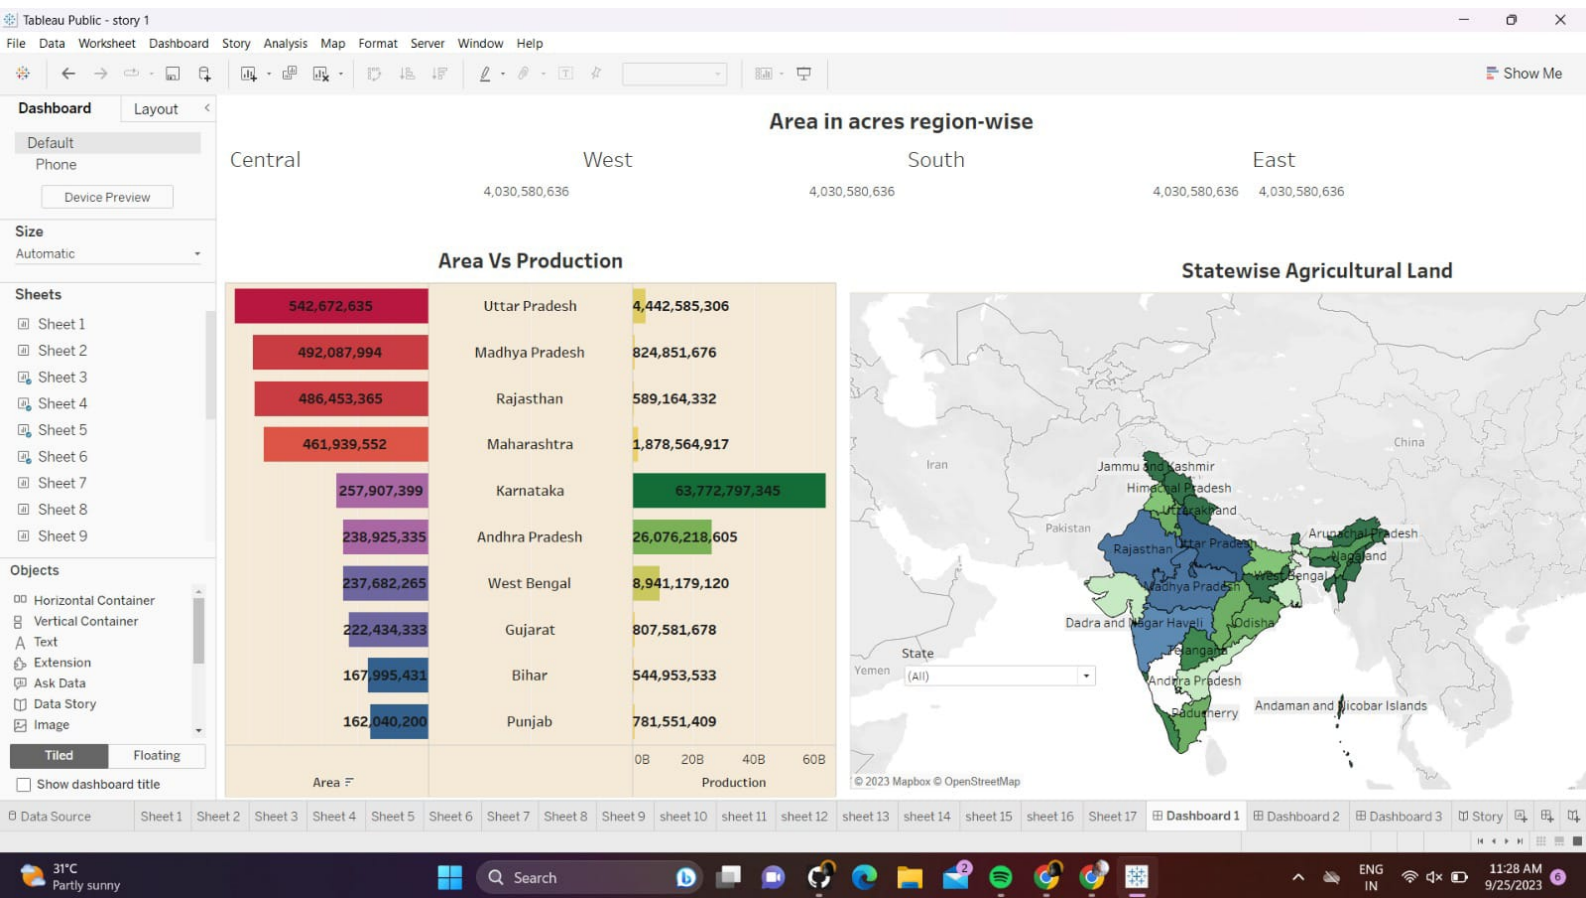 Tableau Public - story 1
File Data Worksheet Dashboard Story Analysis Map Format Server Window Help
Show Me
Dashboard Layout
Default
Phone
Device Preview
Size
Automatic
Sheets
Sheet 1
Sheet 2
Sheet 3
Sheet 4
Sheet 5
Sheet 6
Sheet 7
Sheet 8
Sheet 9
Objects
Horizontal Container
Vertical Container
Text
Extension
Ask Data
Data Story
Image
Tiled Floating
Show dashboard title
Area in acres region-wise
Central West South East
4,030,580,636 4,030,580,636 4,030,580,636 4,030,580,636
Area Vs Production
542,672,635 Uttar Pradesh 4,442,585,306
492,087,994 Madhya Pradesh 824,851,676
486,453,365 Rajasthan 589,164,332
461,939,552 Maharashtra 1,878,564,917
257,907,399 Karnataka 63,772,797,345
238,925,335 Andhra Pradesh 26,076,218,605
237,682,265 West Bengal 8,941,179,120
222,434,333 Gujarat 807,581,678
167,995,431 Bihar 544,953,533
162,040,200 Punjab 781,551,409
0B 20B 40B 60B
Area Production
Statewise Agricultural Land
China
Iran
Jammu and Kashmir
Himachal Pradesh
Uttarakhand
Pakistan
Arunachal Pradesh
Rajasthan Uttar Pradesh
Nagaland
West Bengal
Madhya Pradesh
Dadra and Nagar Haveli Odisha
State
Telangana
Yemen
(All)
Andhra Pradesh
Puducherry
Andaman and Nicobar Islands
© 2023 Mapbox © OpenStreetMap
Data Source Sheet 1 Sheet 2 Sheet 3 Sheet 4 Sheet 5 Sheet 6 Sheet 7 Sheet 8 Sheet 9 sheet 10 sheet 11 sheet 12 sheet 13 sheet 14 sheet 15 sheet 16 Sheet 17 Dashboard 1 Dashboard 2 Dashboard 3 Story
31°C
Partly sunny
Search
2
ENG
IN
11:28 AM
9/25/2023
6